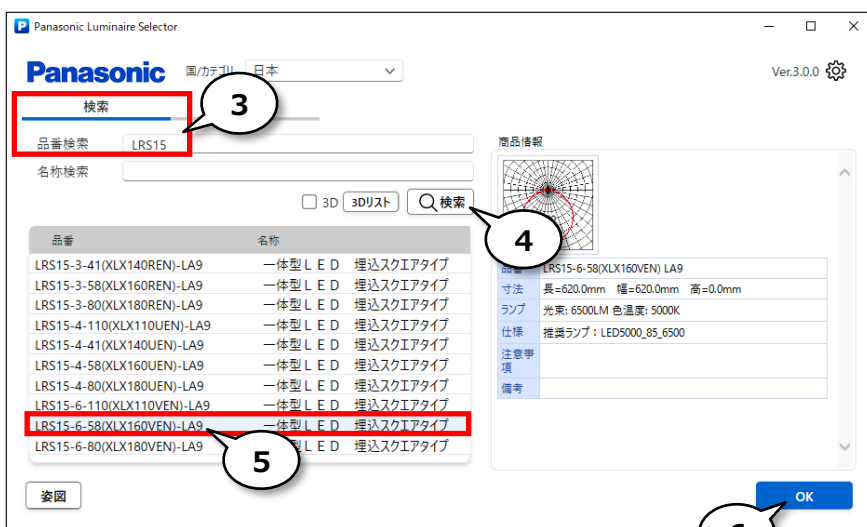 Panasonic Luminaire Selector
Panasonic 国/カテゴリ 日本 Ver.3.0.0
検索
3
品番検索 LRS15
名称検索
3D 3Dリスト 検索
4
品番 名称
LRS15-3-41(XLX140REN)-LA9 一体型LED 埋込スクエアタイプ
LRS15-3-58(XLX160REN)-LA9 一体型LED 埋込スクエアタイプ
LRS15-3-80(XLX180REN)-LA9 一体型LED 埋込スクエアタイプ
LRS15-4-110(XLX110UEN)-LA9 一体型LED 埋込スクエアタイプ
LRS15-4-41(XLX140UEN)-LA9 一体型LED 埋込スクエアタイプ
LRS15-4-58(XLX160UEN)-LA9 一体型LED 埋込スクエアタイプ
LRS15-4-80(XLX180UEN)-LA9 一体型LED 埋込スクエアタイプ
LRS15-6-110(XLX110VEN)-LA9 一体型LED 埋込スクエアタイプ
LRS15-6-58(XLX160VEN)-LA9 一体型LED 埋込スクエアタイプ
LRS15-6-80(XLX180VEN)-LA9 型LED 埋込スクエアタイプ
5
商品情報
品番 LRS15-6-58(XLX160VEN) LA9
寸法 長=620.0mm 幅=620.0mm 高=0.0mm
ランプ 光束: 6500LM 色温度: 5000K
仕様 推奨ランプ：LED5000_85_6500
注意事
項
備考
姿図
OK
6